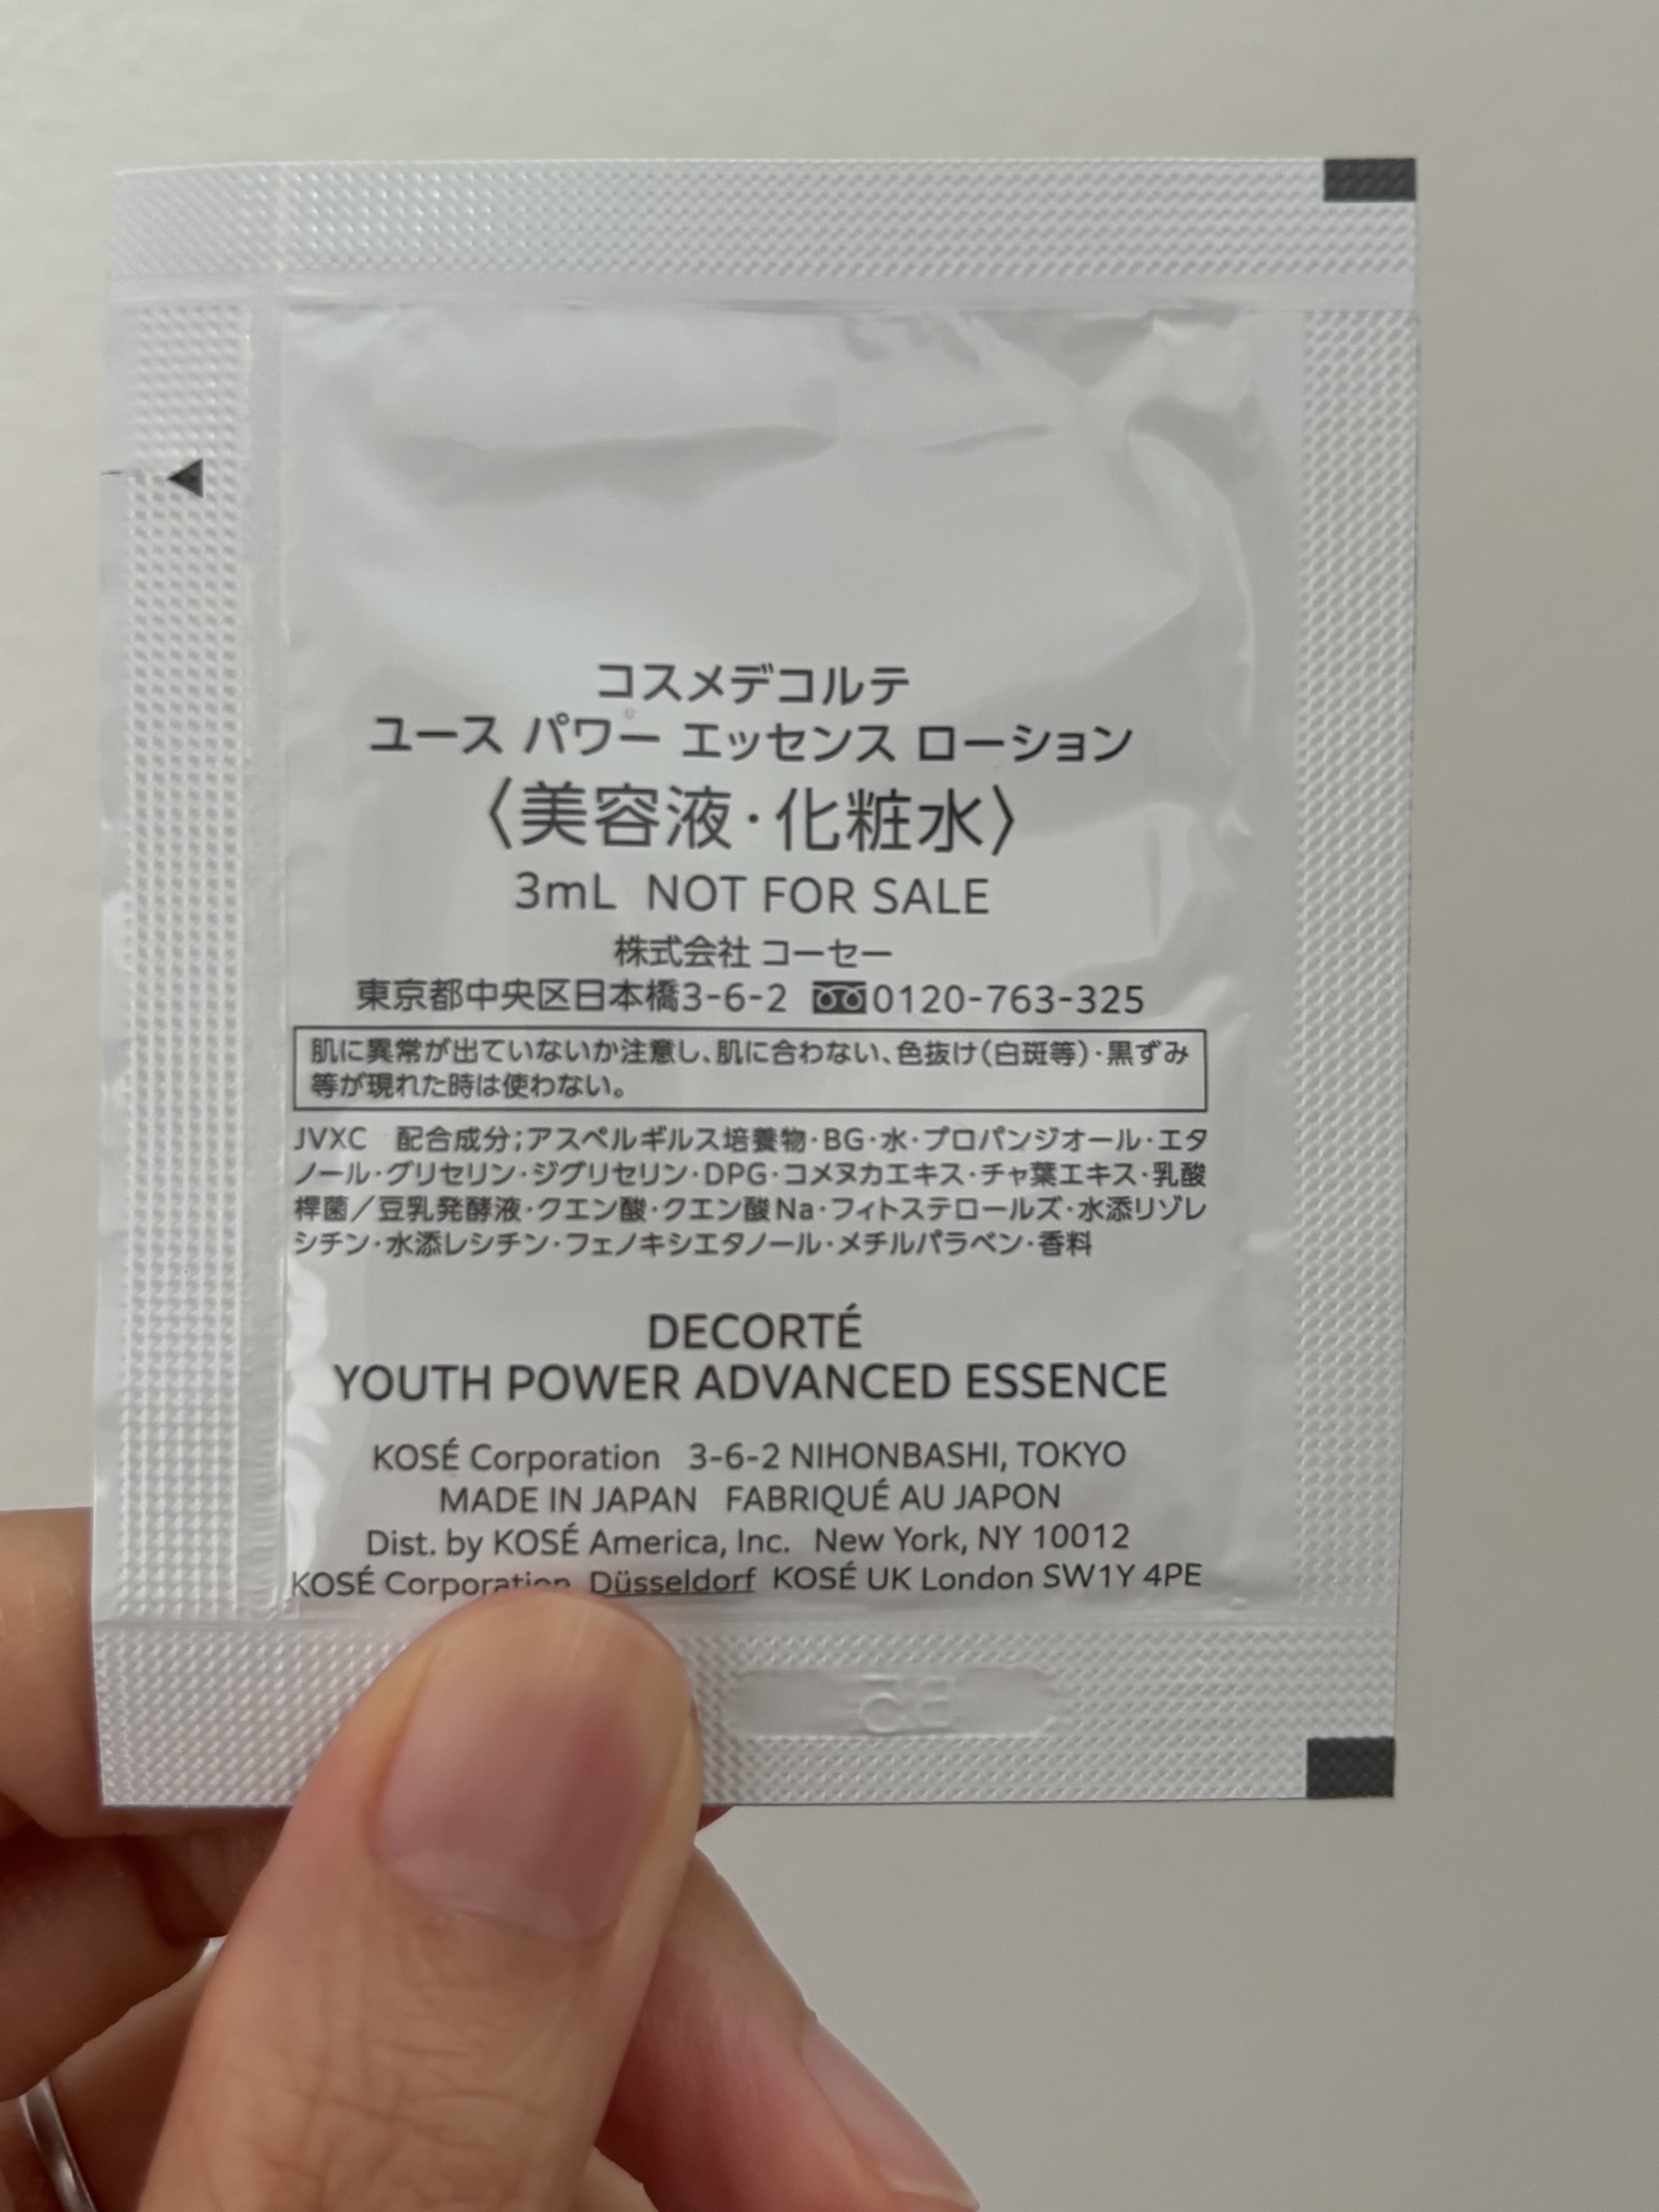 コスメデコルテ
ユース パワー エッセンス ローション
〈美容液・化粧水〉
3mL NOT FOR SALE
株式会社 コーセー
東京都中央区日本橋3-6-2 0120-763-325
肌に異常が出ていないか注意し、肌に合わない、色抜け(白斑等)・黒ずみ
等が現れた時は使わない。
JVXC 配合成分;アスペルギルス培養物・BG・水・プロパンジオール・エタ
ノール・グリセリン・ジグリセリン・DPG・コメヌカエキス・チャ葉エキス・乳酸
桿菌/豆乳発酵液・クエン酸・クエン酸Na・フィトステロールズ・水添リゾレ
シチン・水添レシチン・フェノキシエタノール・メチルパラベン・香料
DECORTÉ
YOUTH POWER ADVANCED ESSENCE
KOSÉ Corporation 3-6-2 NIHONBASHI, TOKYO
MADE IN JAPAN FABRIQUÉ AU JAPON
Dist. by KOSÉ America, Inc. New York, NY 10012
KOSÉ Corporation Düsseldorf KOSÉ UK London SW1Y 4PE